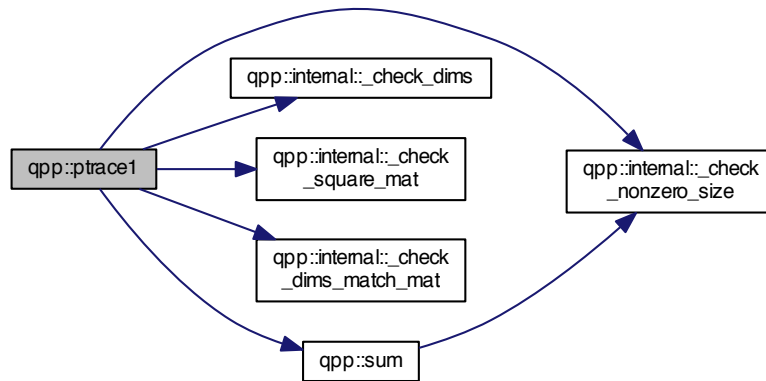 qpp::ptrace1
qpp::internal::_check_dims
qpp::internal::_check
_square_mat
qpp::internal::_check
_dims_match_mat
qpp::sum
qpp::internal::_check
_nonzero_size